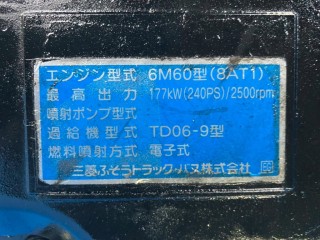 エンジン型式 6M60型(8AT1)
最高出力 177kW(240PS)/2500rpm
噴射ポンプ型式
過給機型式 TD06-9型
燃料噴射方式 電子式
三菱ふそうトラック・バス株式会社